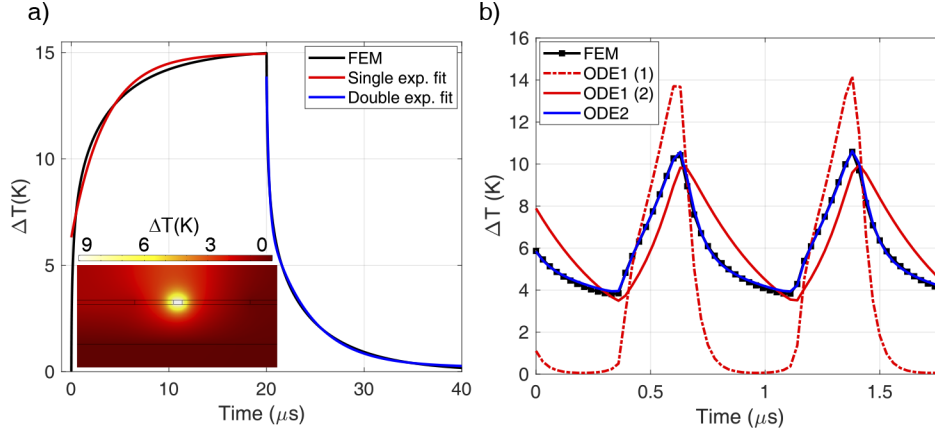 a)
15
10
5
0
ΔT(K)
FEM
Single exp. fit
Double exp. fit
ΔT(K)
9 6 3 0
0 10 20 30 40
Time (μs)
b)
16
14
12
10
8
6
4
2
0
ΔT (K)
FEM
ODE1 (1)
ODE1 (2)
ODE2
0 0.5 1 1.5
Time (μs)